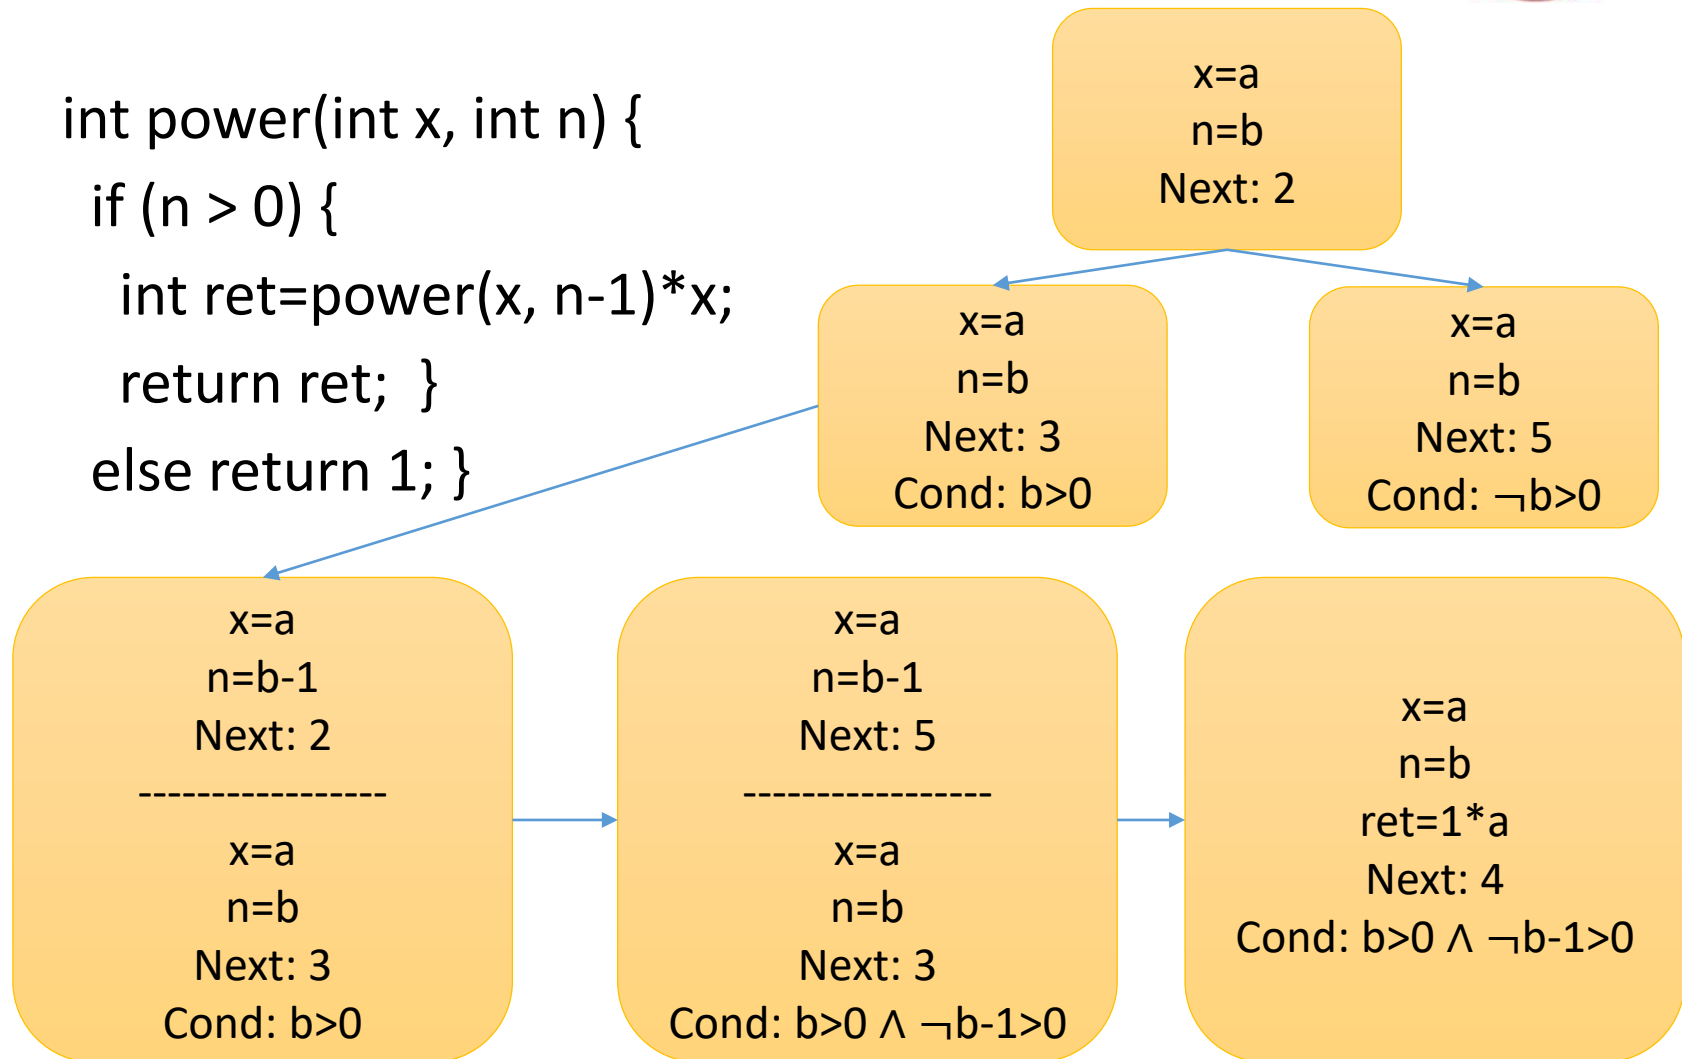 int power(int x, int n) {
if (n > 0) {
int ret=power(x, n-1)*x;
return ret; }
else return 1; }
x=a
n=b
Next: 2
x=a
n=b
Next: 3
Cond: b>0
x=a
n=b
Next: 5
Cond: ¬b>0
x=a
n=b-1
Next: 2
-----------------
x=a
n=b
Next: 3
Cond: b>0
x=a
n=b-1
Next: 5
-----------------
x=a
n=b
Next: 3
Cond: b>0 ∧ ¬b-1>0
x=a
n=b
ret=1*a
Next: 4
Cond: b>0 ∧ ¬b-1>0